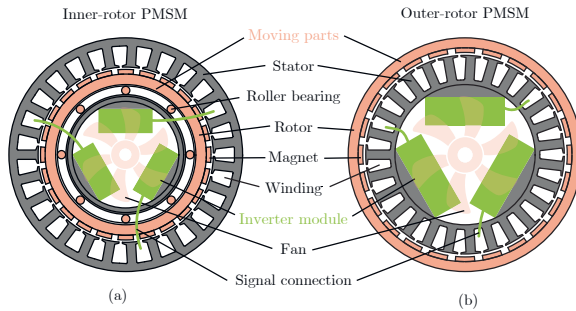 Inner-rotor PMSM
Outer-rotor PMSM
Moving parts
Stator
Roller bearing
Rotor
Magnet
Winding
Inverter module
Fan
Signal connection
(a)
(b)